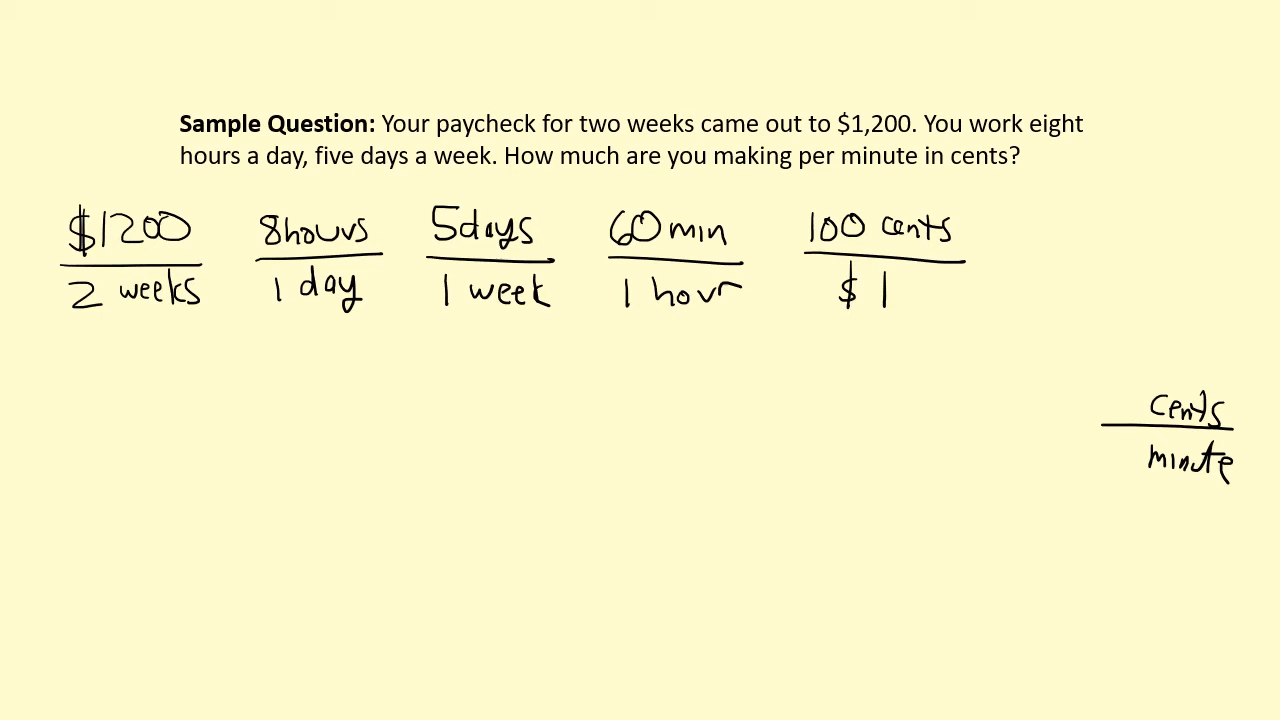 Sample Question: Your paycheck for two weeks came out to $1,200. You work eight
hours a day, five days a week. How much are you making per minute in cents?
$1200 8hours 5days 60min 100 cents
2 weeks 1 day 1 week 1 hour $ 1
cents
minute